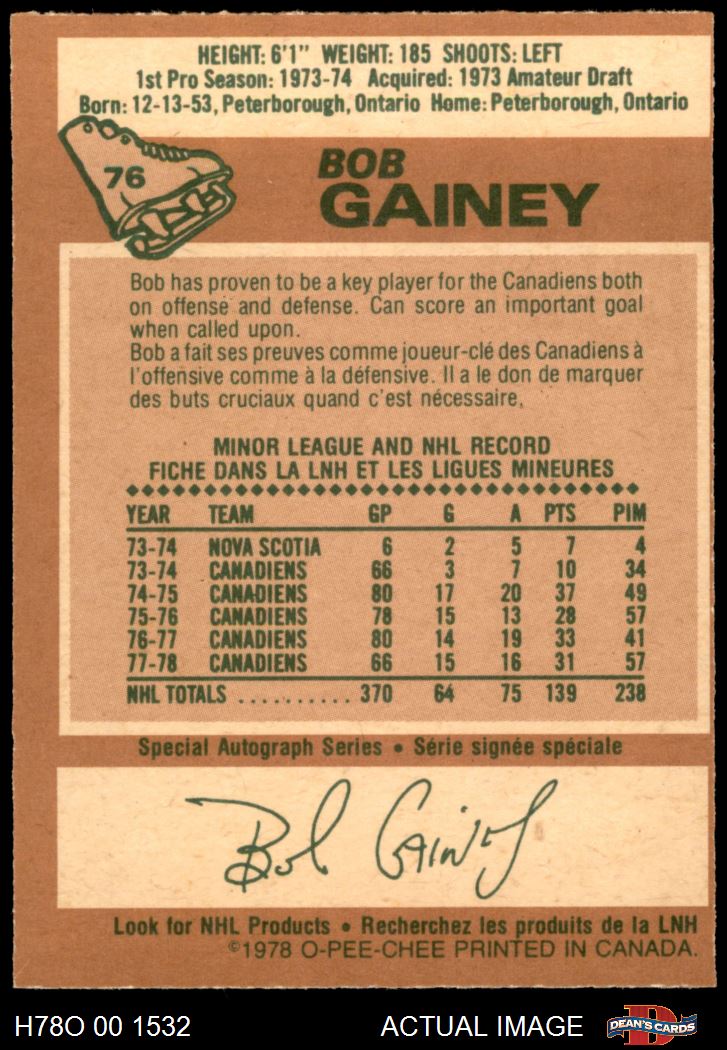 HEIGHT: 6'1" WEIGHT: 185 SHOOTS: LEFT
1st Pro Season: 1973-74 Acquired: 1973 Amateur Draft
Born: 12-13-53, Peterborough, Ontario Home: Peterborough, Ontario
76
BOB
GAINEY
Bob has proven to be a key player for the Canadiens both
on offense and defense. Can score an important goal
when called upon.
Bob a fait ses preuves comme joueur-clé des Canadiens à
l'offensive comme à la défensive. Il a le don de marquer
des buts cruciaux quand c'est nécessaire.
MINOR LEAGUE AND NHL RECORD
FICHE DANS LA LNH ET LES LIGUES MINEURES
YEAR TEAM GP G A PTS PIM
73-74 NOVA SCOTIA 6 2 5 7 4
73-74 CANADIENS 66 3 7 10 34
74-75 CANADIENS 80 17 20 37 49
75-76 CANADIENS 78 15 13 28 57
76-77 CANADIENS 80 14 19 33 41
77-78 CANADIENS 66 15 16 31 57
NHL TOTALS .......... 370 64 75 139 238
Special Autograph Series • Série signée spéciale
Bob Gainey
Look for NHL Products • Recherchez les produits de la LNH
©1978 O-PEE-CHEE PRINTED IN CANADA.
H78O 00 1532 ACTUAL IMAGE DEAN'S CARDS